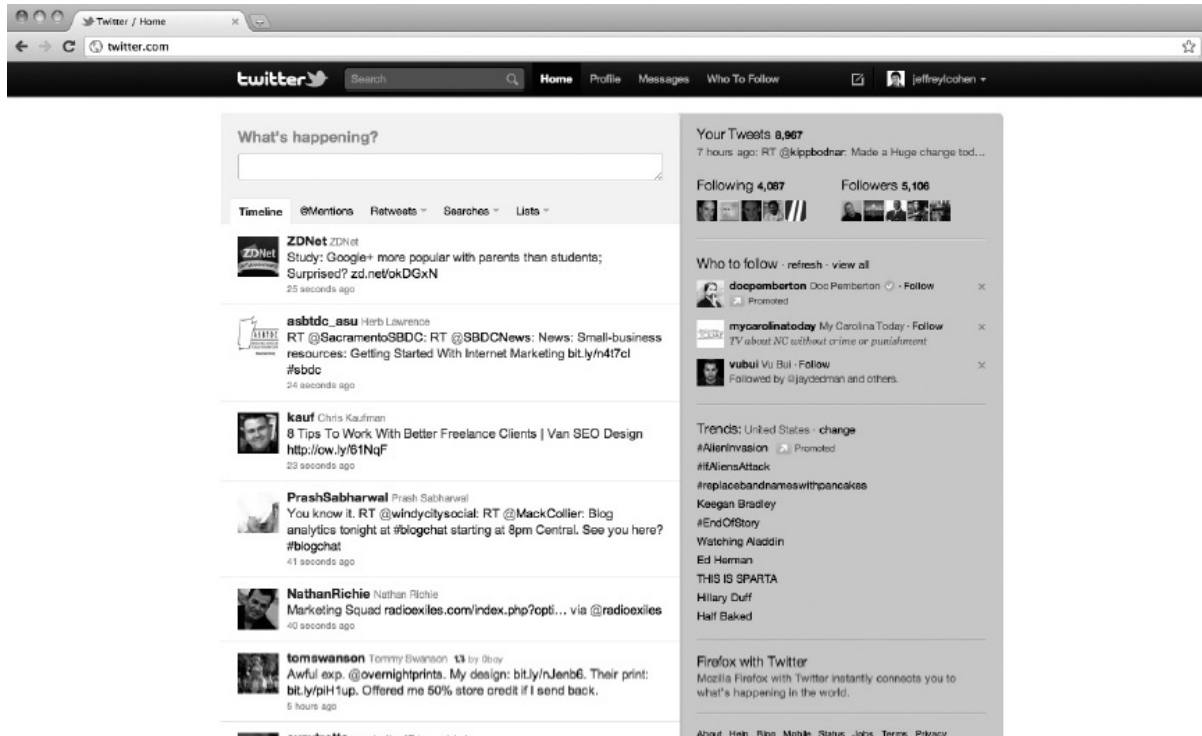 Twitter / Home
twitter.com
twitter
Search
Home Profile Messages Who To Follow
jeffreylcohen
What's happening?
Timeline @Mentions Retweets Searches Lists
ZDNet ZDNet
Study: Google+ more popular with parents than students;
Surprised? zd.net/okDGxN
25 seconds ago
asbtdc_asu Herb Lawrence
RT @SacramentoSBDC: RT @SBDCNews: News: Small-business
resources: Getting Started With Internet Marketing bit.ly/n4t7cl
#sbdc
24 seconds ago
kauf Chris Kaufman
8 Tips To Work With Better Freelance Clients | Van SEO Design
http://ow.ly/61NqF
23 seconds ago
PrashSabharwal Prash Sabharwal
You know it. RT @windycitysocial: RT @MackCollier: Blog
analytics tonight at #blogchat starting at 8pm Central. See you here?
#blogchat
41 seconds ago
NathanRichie Nathan Richie
Marketing Squad radioexiles.com/index.php?opti... via @radioexiles
40 seconds ago
tomswanson Tommy Swanson by 0boy
Awful exp. @overnightprints. My design: bit.ly/nJenb6. Their print:
bit.ly/piH1up. Offered me 50% store credit if I send back.
5 hours ago
Your Tweets 8,967
7 hours ago: RT @kippbodnar: Made a Huge change tod...
Following 4,087 Followers 5,106
Who to follow · refresh · view all
docpemberton Doc Pemberton · Follow
Promoted
mycarolinatoday My Carolina Today · Follow
TV about NC without crime or punishment
vubui Vu Bui · Follow
Followed by @jaydedman and others.
Trends: United States · change
#AlienInvasion Promoted
#IfAliensAttack
#replacebandnameswithpancakes
Keegan Bradley
#EndOfStory
Watching Aladdin
Ed Herman
THIS IS SPARTA
Hillary Duff
Half Baked
Firefox with Twitter
Mozilla Firefox with Twitter instantly connects you to
what's happening in the world.
About Help Blog Mobile Status Jobs Terms Privacy